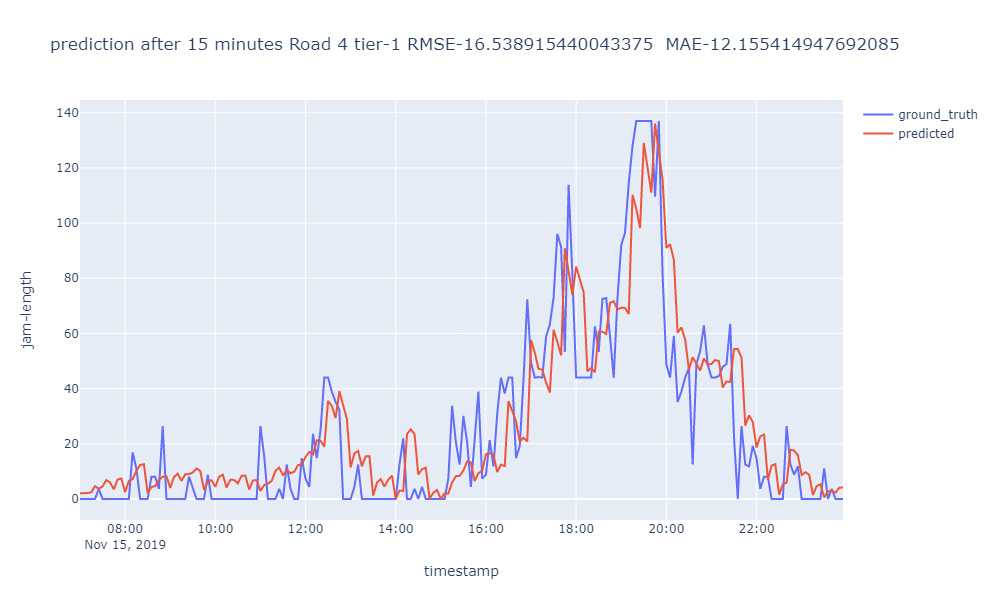 prediction after 15 minutes Road 4 tier-1 RMSE-16.538915440043375  MAE-12.155414947692085
ground_truth
predicted
140
120
100
80
60
40
20
0
jam-length
08:00 10:00 12:00 14:00 16:00 18:00 20:00 22:00
Nov 15, 2019
timestamp